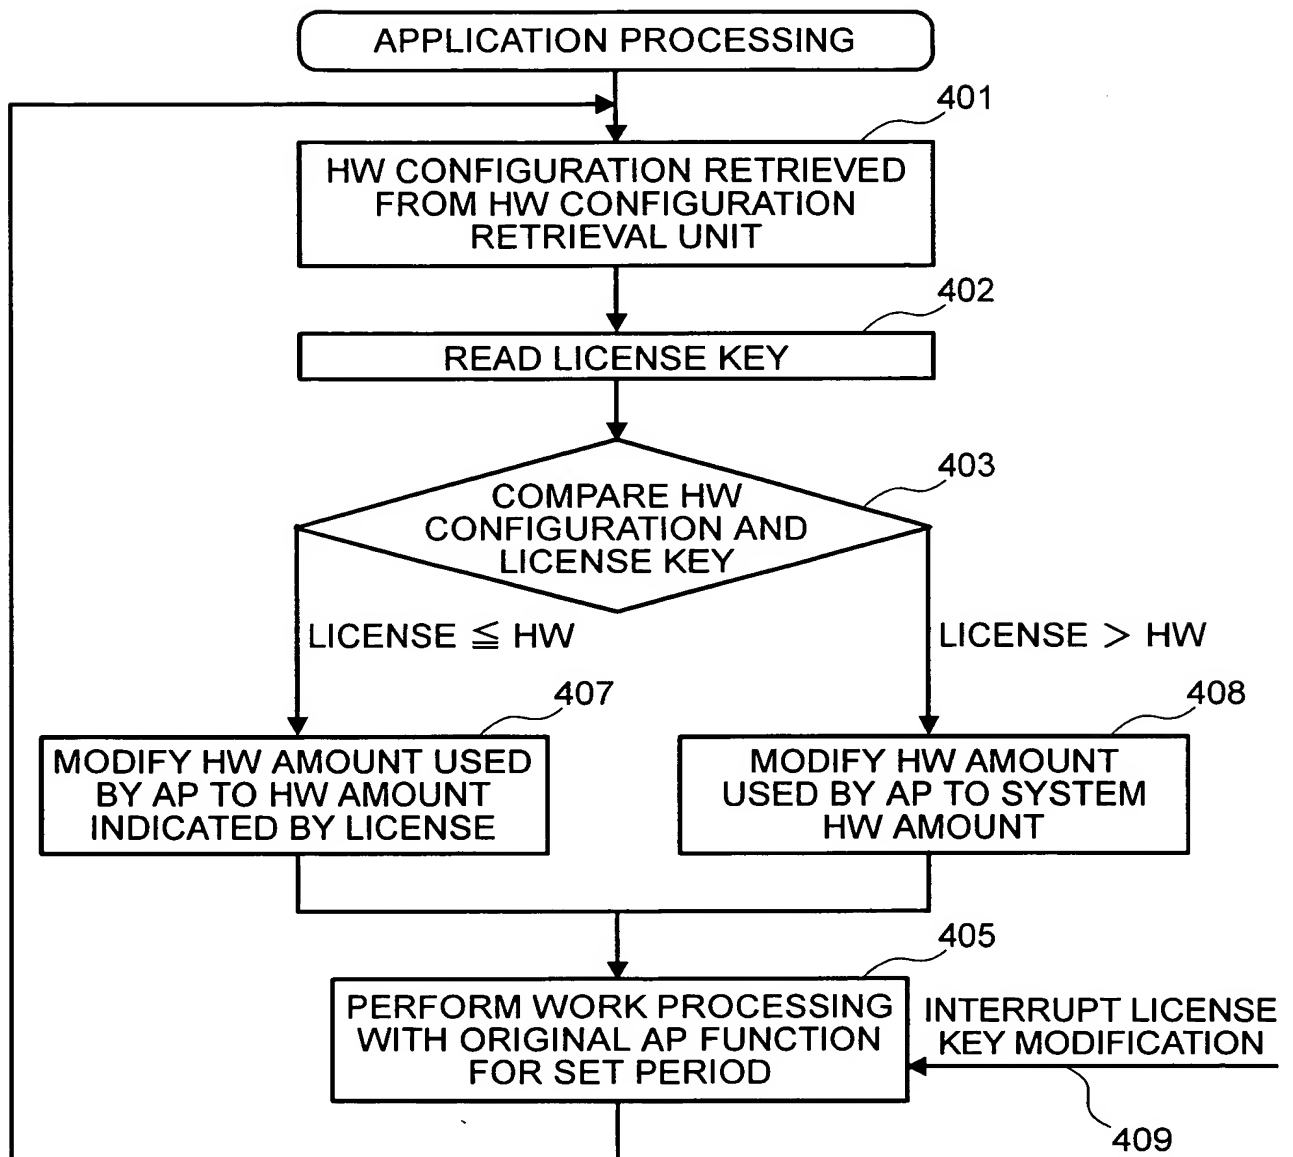 APPLICATION PROCESSING
401
HW CONFIGURATION RETRIEVED
FROM HW CONFIGURATION
RETRIEVAL UNIT
402
READ LICENSE KEY
403
COMPARE HW
CONFIGURATION AND
LICENSE KEY
LICENSE ≦ HW
LICENSE > HW
407
MODIFY HW AMOUNT USED
BY AP TO HW AMOUNT
INDICATED BY LICENSE
408
MODIFY HW AMOUNT
USED BY AP TO SYSTEM
HW AMOUNT
405
PERFORM WORK PROCESSING
WITH ORIGINAL AP FUNCTION
FOR SET PERIOD
INTERRUPT LICENSE
KEY MODIFICATION
409